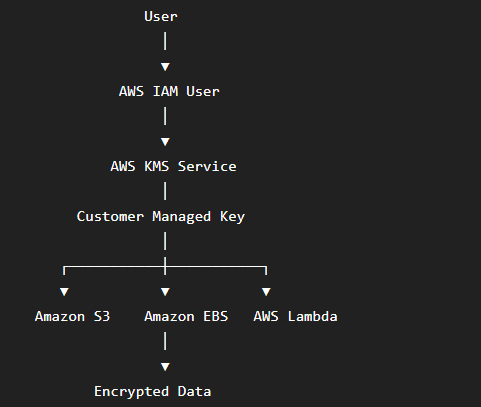 User
AWS IAM User
AWS KMS Service
Customer Managed Key
Amazon S3 Amazon EBS AWS Lambda
Encrypted Data